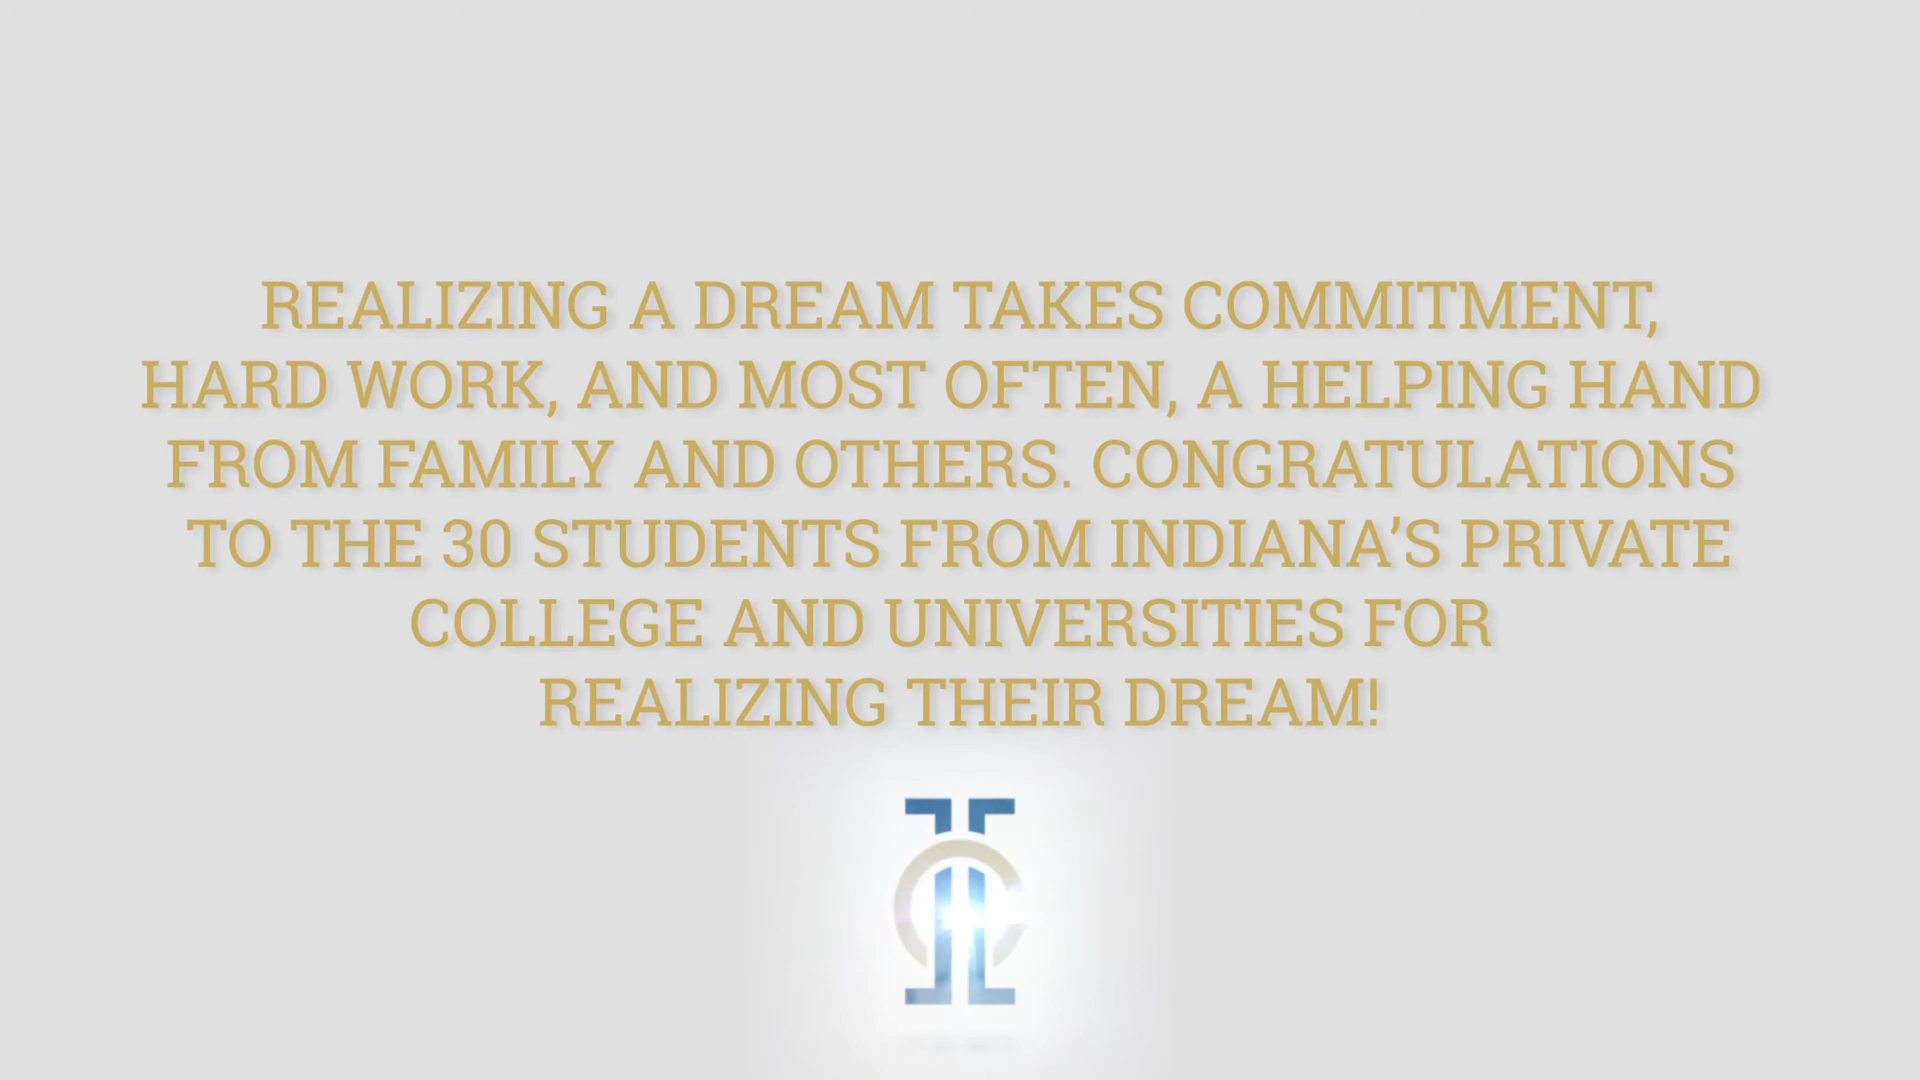 REALIZING A DREAM TAKES COMMITMENT,
HARD WORK, AND MOST OFTEN, A HELPING HAND
FROM FAMILY AND OTHERS. CONGRATULATIONS
TO THE 30 STUDENTS FROM INDIANA’S PRIVATE
COLLEGE AND UNIVERSITIES FOR
REALIZING THEIR DREAM!